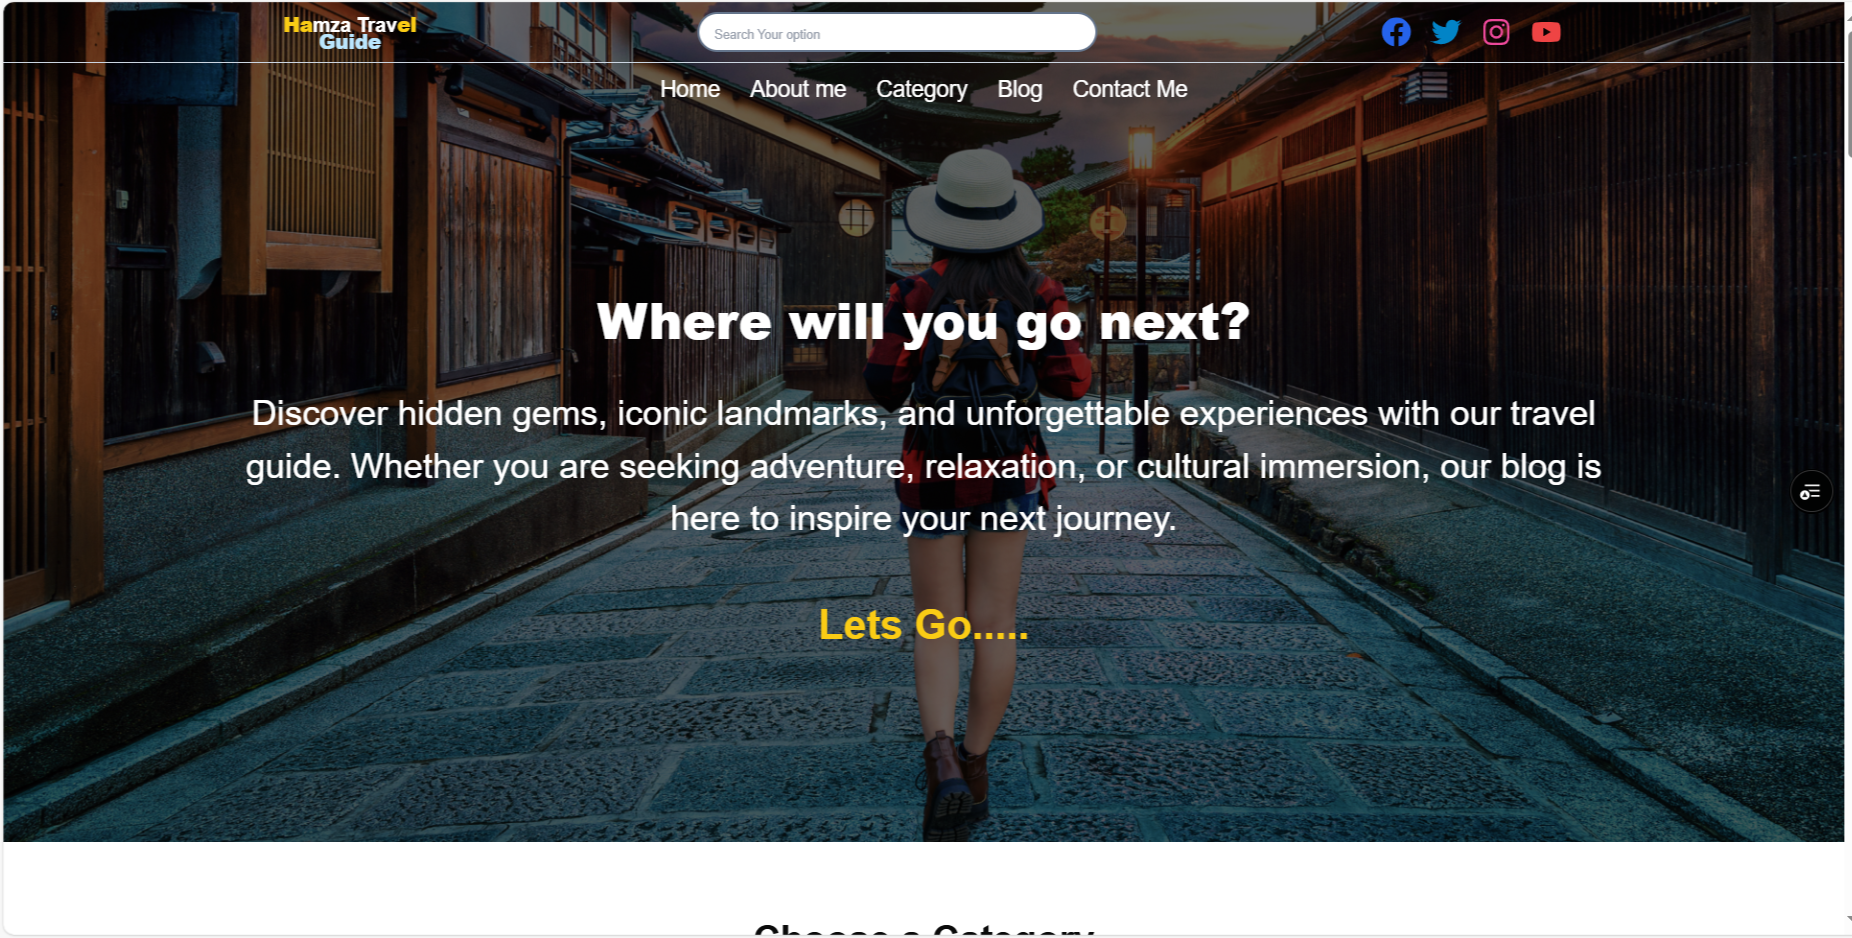 Hamza Travel
Guide
Search Your option
Home About me Category Blog Contact Me
Where will you go next?
Discover hidden gems, iconic landmarks, and unforgettable experiences with our travel
guide. Whether you are seeking adventure, relaxation, or cultural immersion, our blog is
here to inspire your next journey.
Lets Go.....
Choose a Category